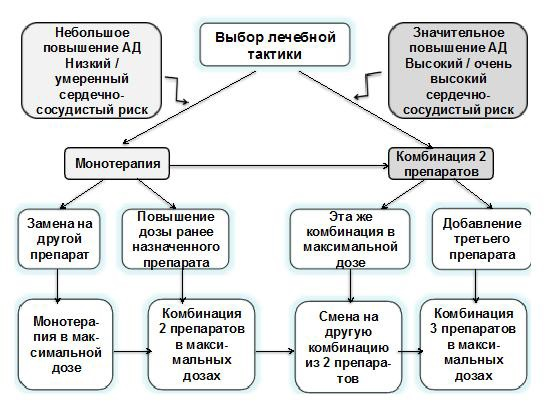 Небольшое
повышение АД
Низкий /
умеренный
сердечно-
сосудистый риск
Выбор лечебной
тактики
Значительное
повышение АД
Высокий / очень
высокий
сердечно-
сосудистый риск
Монотерапия
Комбинация 2
препаратов
Замена на
другой
препарат
Повышение
дозы ранее
назначенного
препарата
Эта же
комбинация в
максимальной
дозе
Добавление
третьего
препарата
Монотера-
пия в мак-
симальной
дозе
Комбинация
2 препаратов
в макси-
мальных
дозах
Смена на
другую
комбинацию
из 2 препара-
тов
Комбинация
3 препаратов в
макси-
мальных
дозах